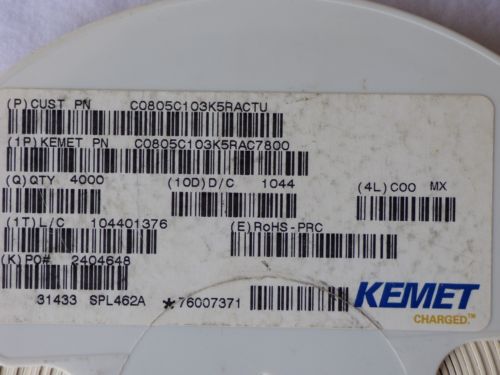 (P)CUST PN C0805C103K5RACTU
(1P)KEMET PN C0805C103K5RAC7800
(Q)QTY 4000 (10D)D/C 1044 (4L)COO MX
(1T)L/C 104401376 (E)RoHS-PRC
(K)PO# 2404648
31433 SPL462A *76007371 KEMET
CHARGED.™